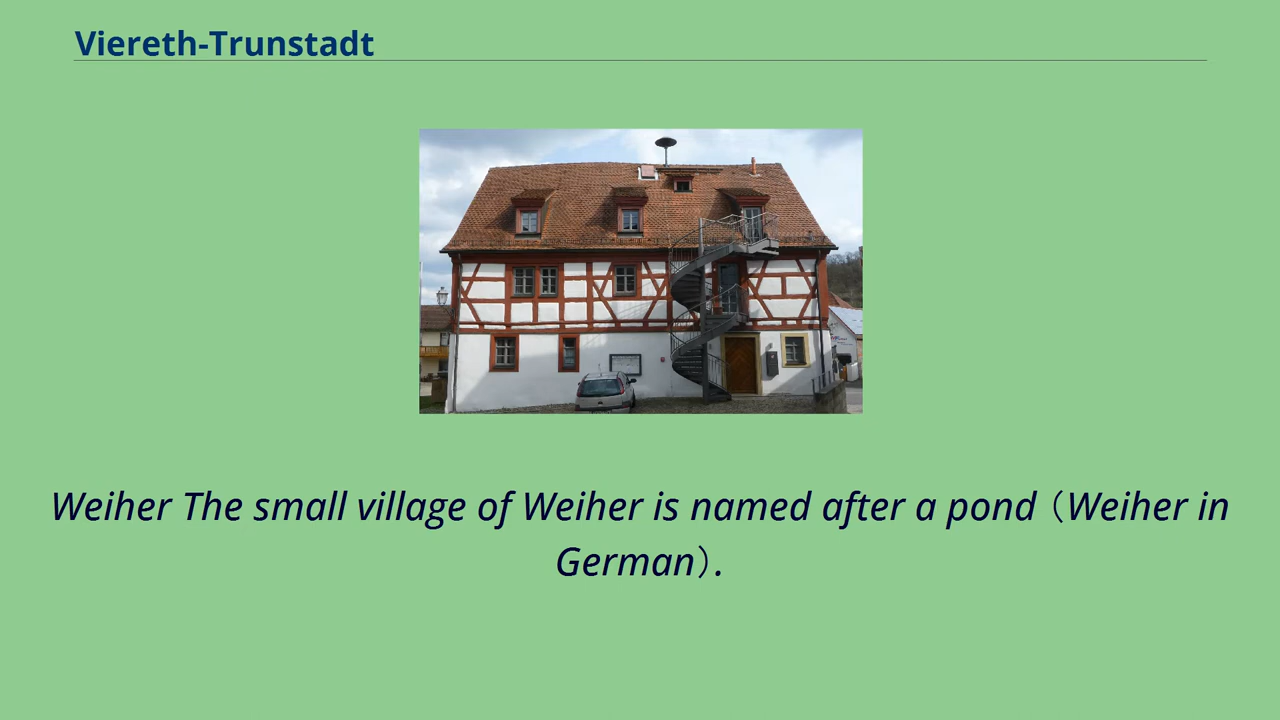 Viereth-Trunstadt
Weiher The small village of Weiher is named after a pond（Weiher in
German）.